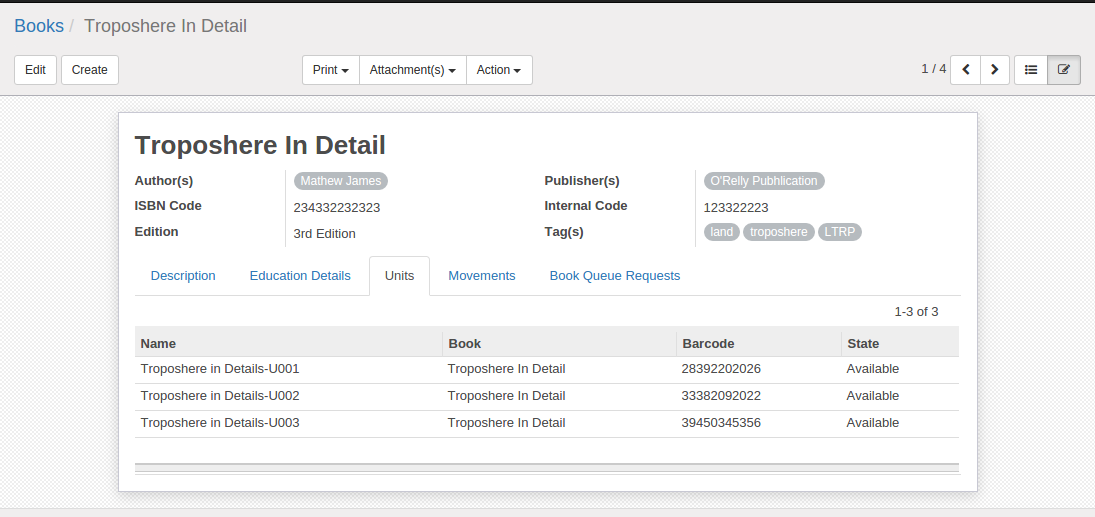 Books / Troposhere In Detail
Edit Create Print Attachment(s) Action 1 / 4
Troposhere In Detail
Author(s) Mathew James Publisher(s) O'Relly Pubhlication
ISBN Code 234332232323 Internal Code 123322223
Edition 3rd Edition Tag(s) land troposhere LTRP
Description Education Details Units Movements Book Queue Requests
1-3 of 3
Name Book Barcode State
Troposhere in Details-U001 Troposhere In Detail 28392202026 Available
Troposhere in Details-U002 Troposhere In Detail 33382092022 Available
Troposhere in Details-U003 Troposhere In Detail 39450345356 Available